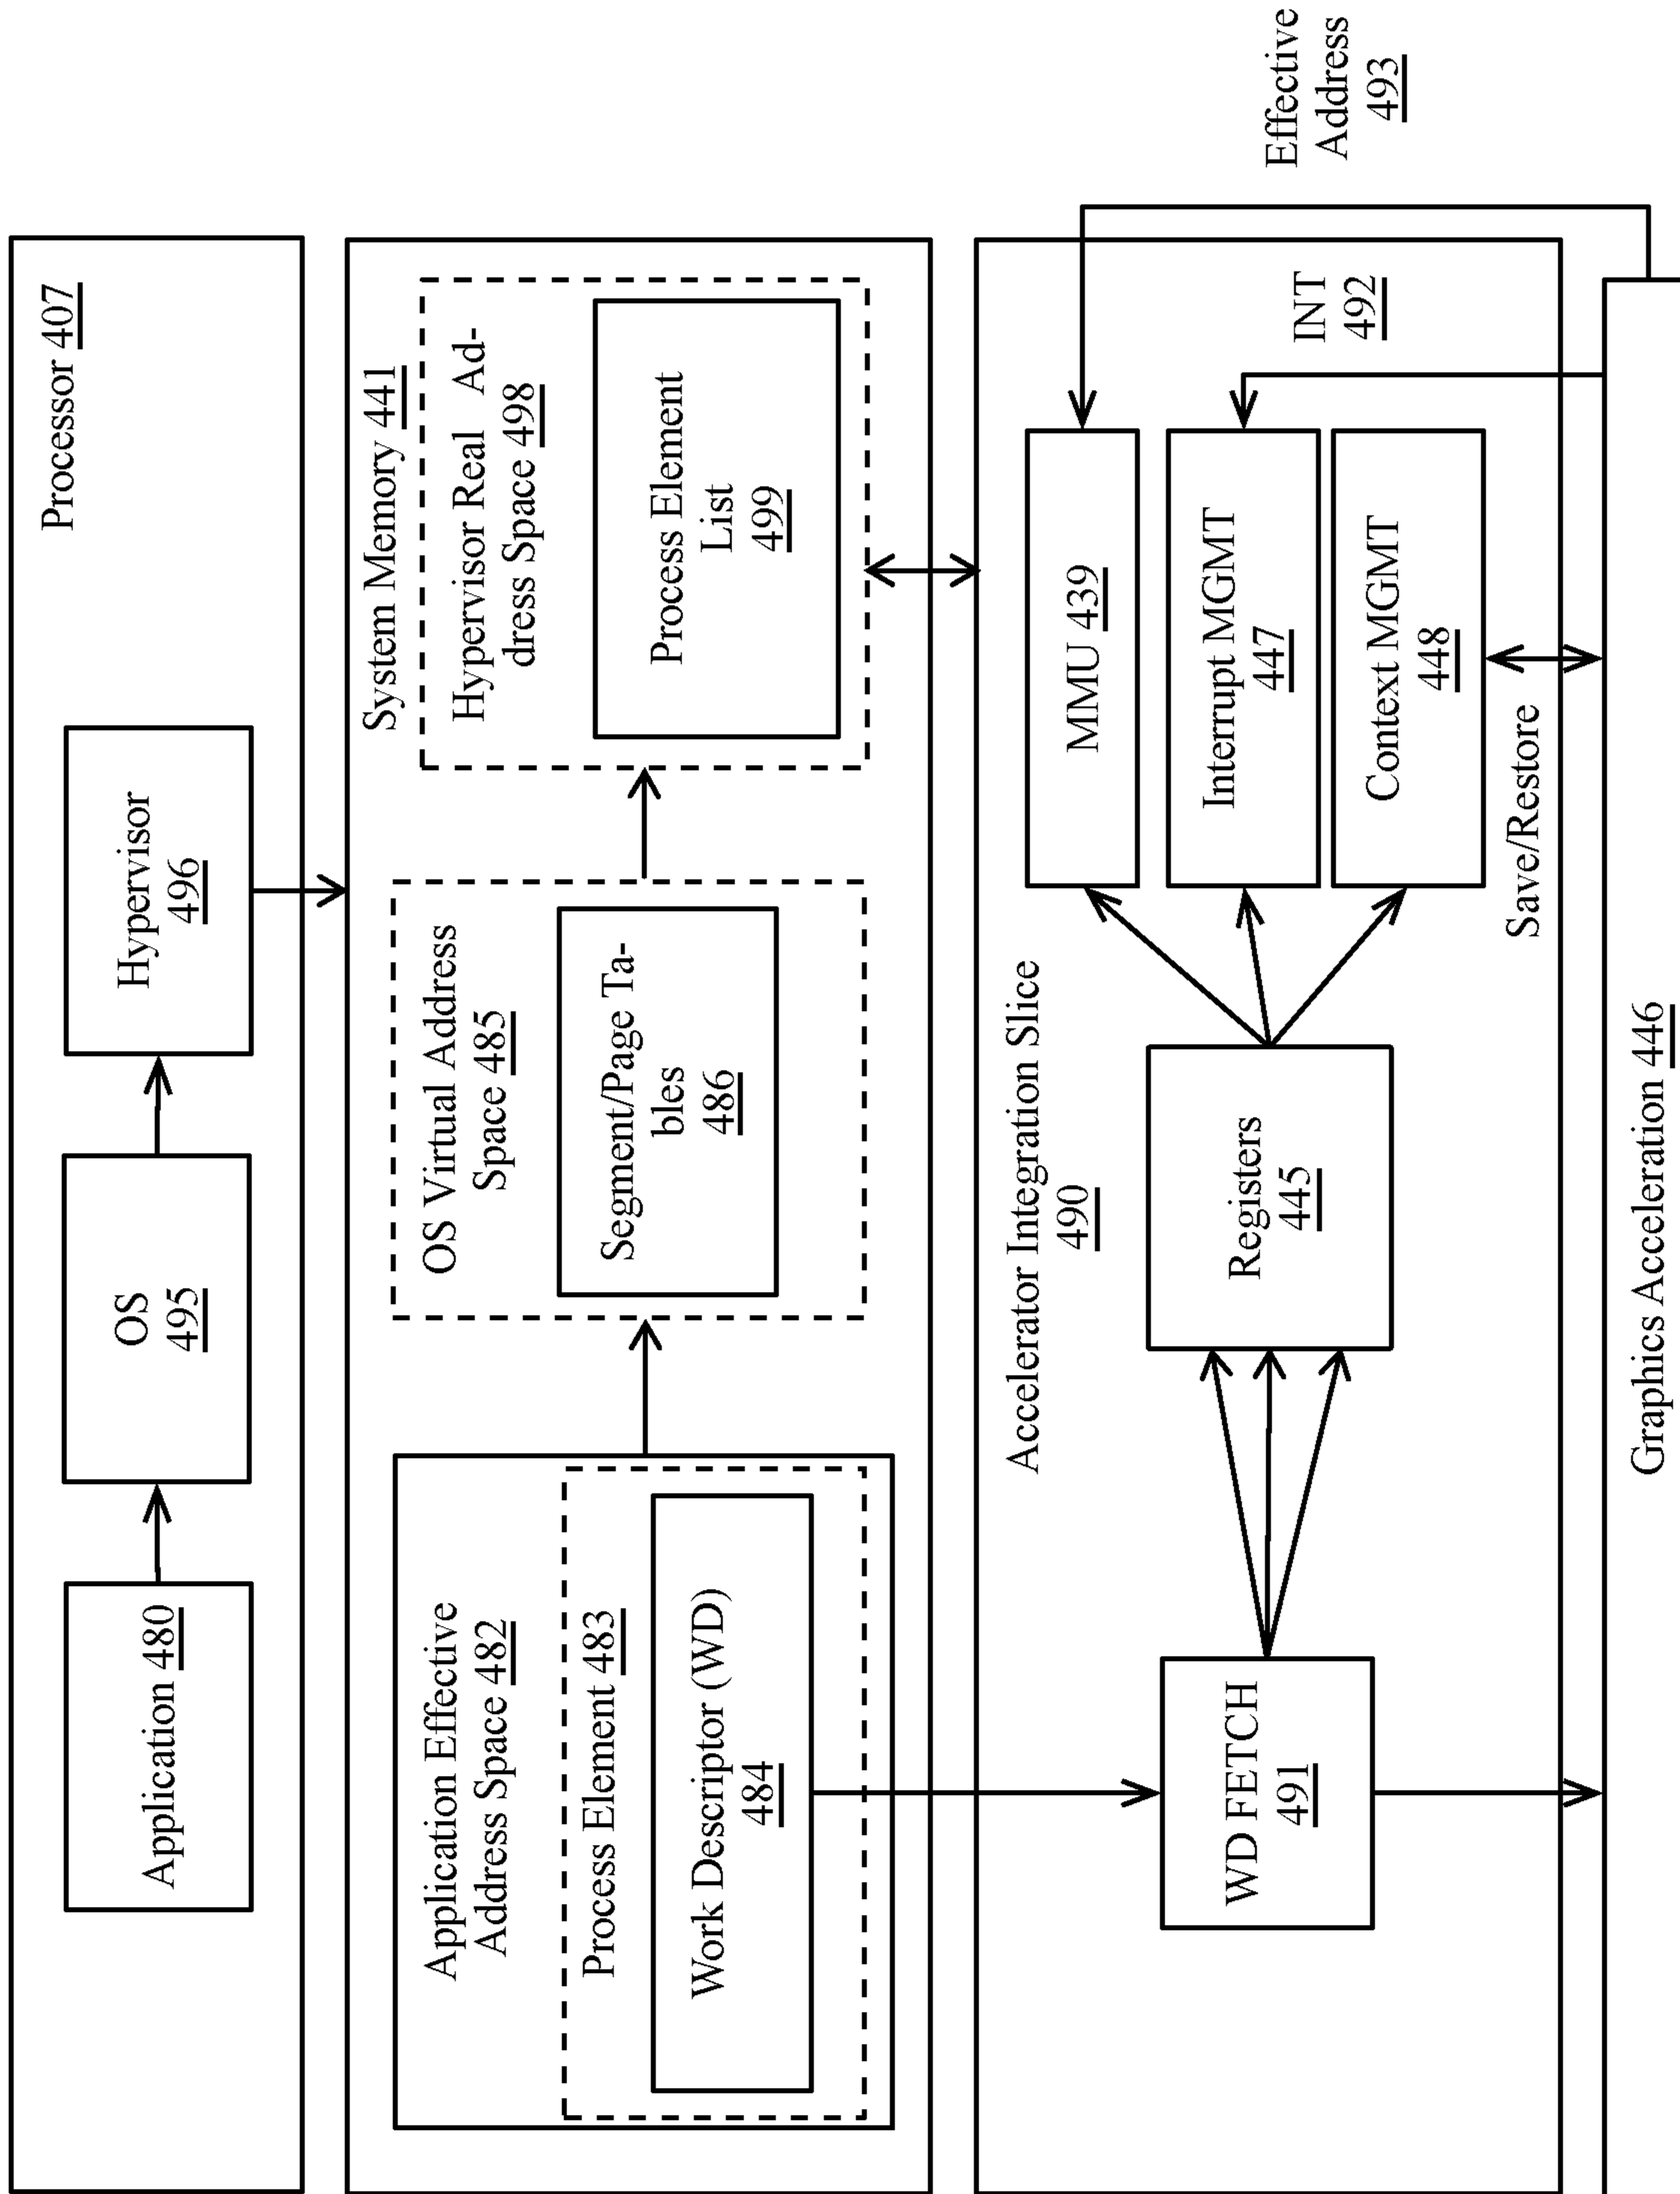 Processor 407
Application 480
OS
495
Hypervisor
496
System Memory 441
Application Effective
Address Space 482
Process Element 483
Work Descriptor (WD)
484
OS Virtual Address
Space 485
Segment/Page Ta-
bles
486
Hypervisor Real Ad-
dress Space 498
Process Element
List
499
Accelerator Integration Slice
490
WD FETCH
491
Registers
445
MMU 439
Interrupt MGMT
447
Context MGMT
448
INT
492
Effective
Address
493
Save/Restore
Graphics Acceleration 446